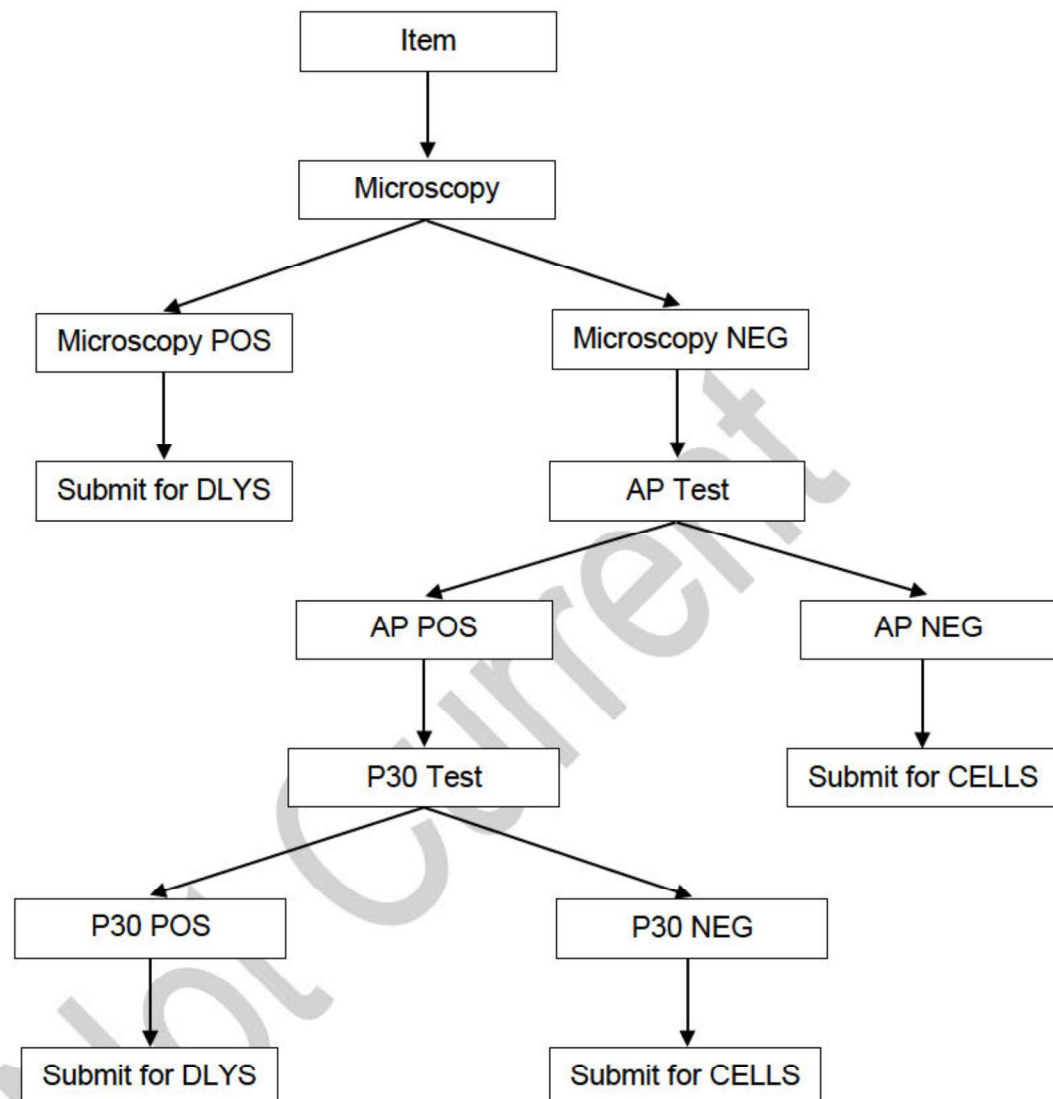 Item
Microscopy
Microscopy POS
Microscopy NEG
Submit for DLYS
AP Test
AP POS
AP NEG
P30 Test
Submit for CELLS
P30 POS
P30 NEG
Submit for DLYS
Submit for CELLS
Not Current